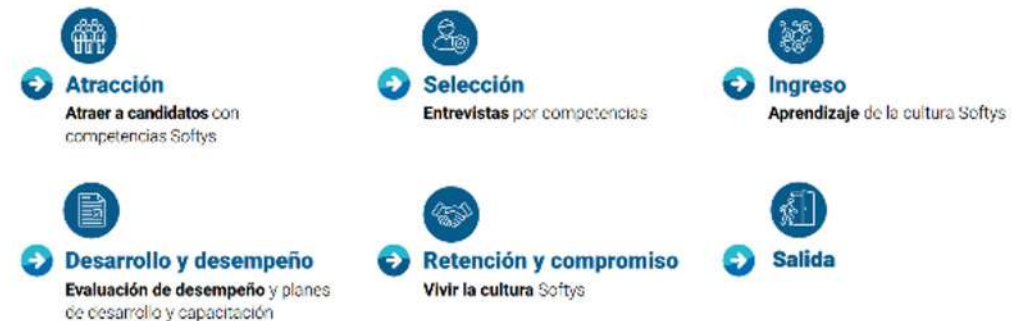 Atracción
Atraer a candidatos con
competencias Softys
Selección
Entrevistas por competencias
Ingreso
Aprendizaje de la cultura Softys
Desarrollo y desempeño
Evaluación de desempeño y planes
de desarrollo y capacitación
Retención y compromiso
Vivir la cultura Softys
Salida